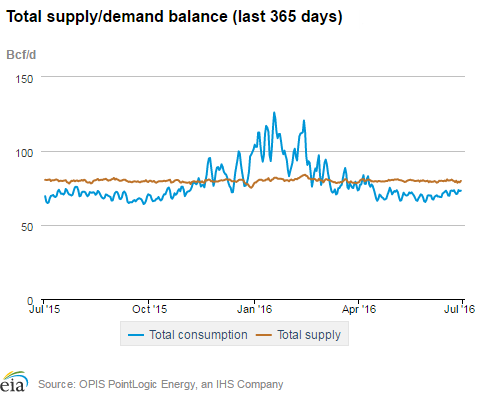 Total supply/demand balance (last 365 days)
Bcf/d
150
100
50
0
Jul '15 Oct '15 Jan '16 Apr '16 Jul '16
Total consumption Total supply
eia Source: OPIS PointLogic Energy, an IHS Company